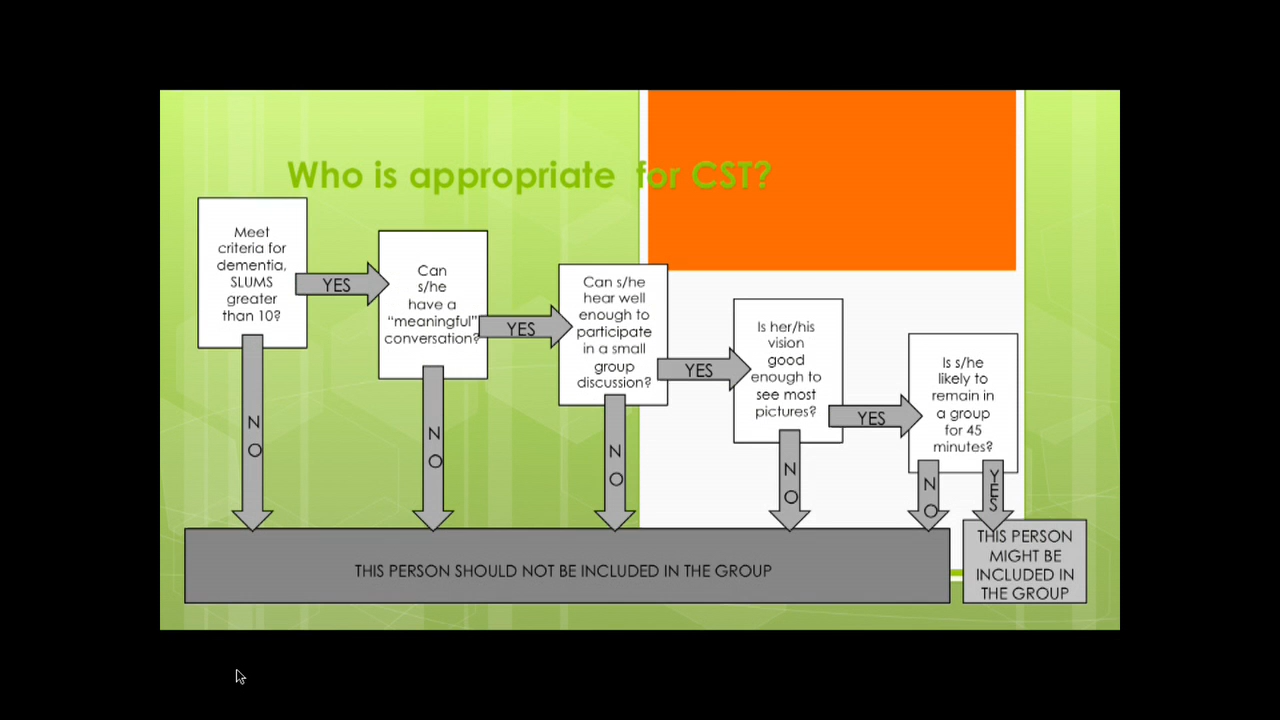 Who is appropriate for CST?
Meet
criteria for
dementia,
SLUMS
greater
than 10?
YES
NO
Can
s/he
have a
“meaningful”
conversation?
YES
NO
Can s/he
hear well
enough to
participate
in a small
group
discussion?
YES
NO
Is her/his
vision
good
enough to
see most
pictures?
YES
NO
Is s/he
likely to
remain in
a group
for 45
minutes?
NO
YES
THIS PERSON SHOULD NOT BE INCLUDED IN THE GROUP
THIS PERSON
MIGHT BE
INCLUDED IN
THE GROUP